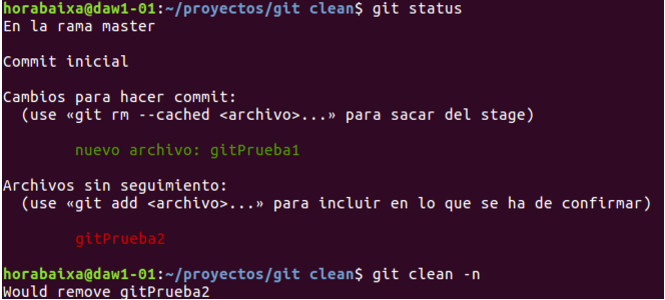 horabaixa@daw1-01:~/proyectos/git clean$ git status
En la rama master
Commit inicial
Cambios para hacer commit:
(use «git rm --cached <archivo>...» para sacar del stage)
nuevo archivo: gitPrueba1
Archivos sin seguimiento:
(use «git add <archivo>...» para incluir en lo que se ha de confirmar)
gitPrueba2
horabaixa@daw1-01:~/proyectos/git clean$ git clean -n
Would remove gitPrueba2